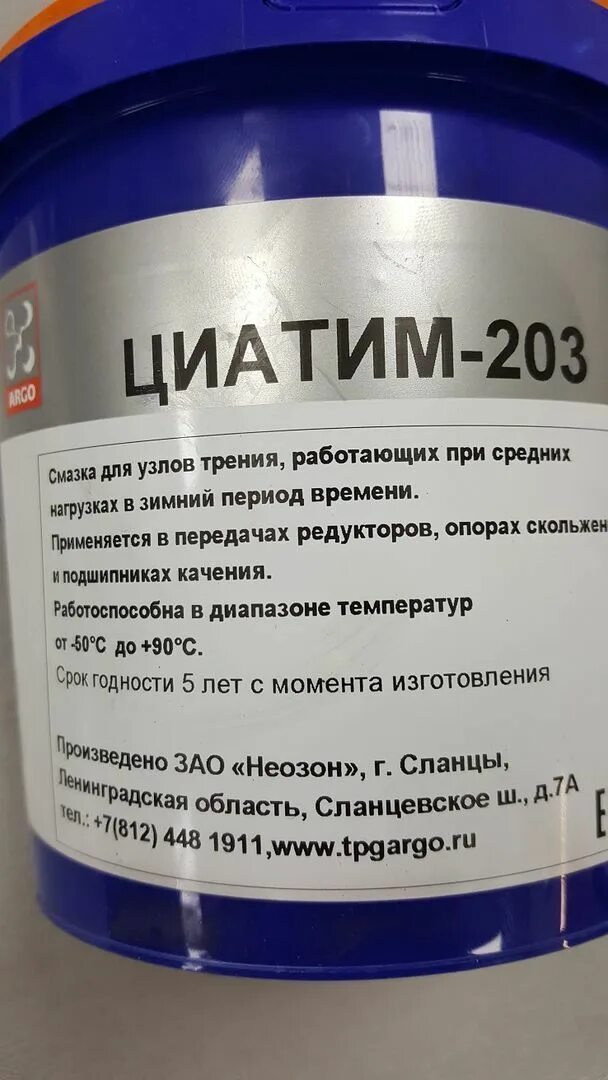 ARGO
ЦИАТИМ-203
Смазка для узлов трения, работающих при средних
нагрузках в зимний период времени.
Применяется в передачах редукторов, опорах скольжен
и подшипниках качения.
Работоспособна в диапазоне температур
от -50°С до +90°С.
Срок годности 5 лет с момента изготовления
Произведено ЗАО «Неозон», г. Сланцы,
Ленинградская область, Сланцевское ш., д.7А
тел.: +7(812) 448 1911,www.tpgargo.ru